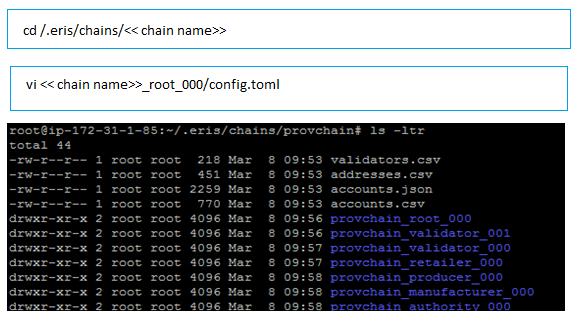 cd /.eris/chains/<< chain name>>
vi << chain name>>_root_000/config.toml
root@ip-172-31-1-85:~/.eris/chains/provchain# ls -ltr
total 44
-rw-r--r-- 1 root root  218 Mar  8 09:53 validators.csv
-rw-r--r-- 1 root root  451 Mar  8 09:53 addresses.csv
-rw-r--r-- 1 root root 2259 Mar  8 09:53 accounts.json
-rw-r--r-- 1 root root  770 Mar  8 09:53 accounts.csv
drwxr-xr-x 2 root root 4096 Mar  8 09:56 provchain_root_000
drwxr-xr-x 2 root root 4096 Mar  8 09:56 provchain_validator_001
drwxr-xr-x 2 root root 4096 Mar  8 09:57 provchain_validator_000
drwxr-xr-x 2 root root 4096 Mar  8 09:57 provchain_retailer_000
drwxr-xr-x 2 root root 4096 Mar  8 09:58 provchain_producer_000
drwxr-xr-x 2 root root 4096 Mar  8 09:58 provchain_manufacturer_000
drwxr-xr-x 2 root root 4096 Mar  8 09:58 provchain_authority_000